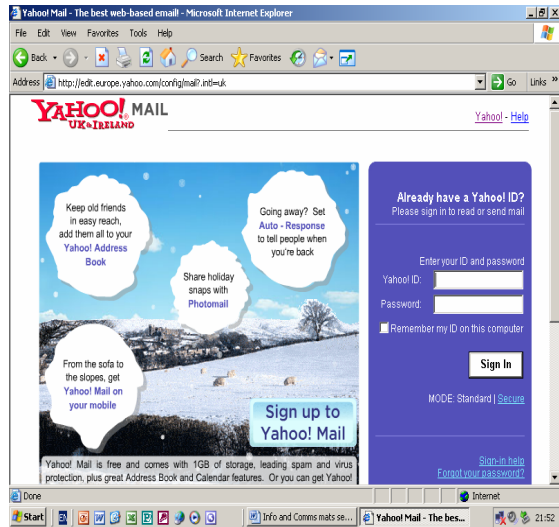 Yahoo! Mail - The best web-based email! - Microsoft Internet Explorer
File Edit View Favorites Tools Help
Back Search Favorites
Address http://edit.europe.yahoo.com/config/mail?.intl=uk Go Links »
YAHOO! MAIL
UK & IRELAND
Yahoo! - Help
Keep old friends
in easy reach,
add them all to your
Yahoo! Address
Book
Going away? Set
Auto - Response
to tell people when
you're back
Share holiday
snaps with
Photomail
From the sofa to
the slopes, get
Yahoo! Mail on
your mobile
Sign up to
Yahoo! Mail
Yahoo! Mail is free and comes with 1GB of storage, leading spam and virus
protection, plus great Address Book and Calendar features. Or you can get Yahoo!
Already have a Yahoo! ID?
Please sign in to read or send mail
Enter your ID and password
Yahoo! ID:
Password:
Remember my ID on this computer
Sign In
MODE: Standard | Secure
Sign-in help
Forgot your password?
Done Internet
Start Info and Comms mats se... Yahoo! Mail - The bes... 21:52